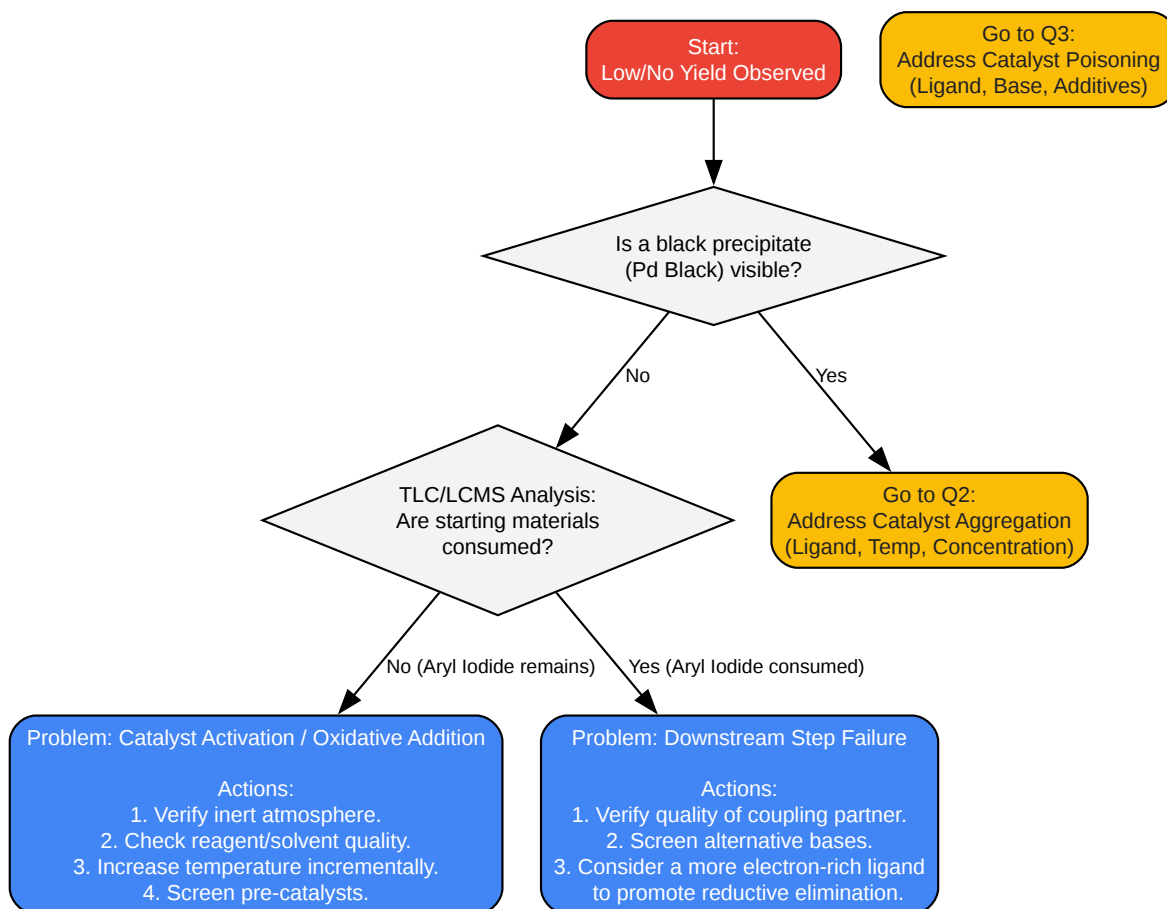 Start:
Low/No Yield Observed
Go to Q3:
Address Catalyst Poisoning
(Ligand, Base, Additives)
Is a black precipitate
(Pd Black) visible?
No
Yes
TLC/LCMS Analysis:
Are starting materials
consumed?
Go to Q2:
Address Catalyst Aggregation
(Ligand, Temp, Concentration)
No (Aryl Iodide remains)
Yes (Aryl Iodide consumed)
Problem: Catalyst Activation / Oxidative Addition
Actions:
1. Verify inert atmosphere.
2. Check reagent/solvent quality.
3. Increase temperature incrementally.
4. Screen pre-catalysts.
Problem: Downstream Step Failure
Actions:
1. Verify quality of coupling partner.
2. Screen alternative bases.
3. Consider a more electron-rich ligand
to promote reductive elimination.